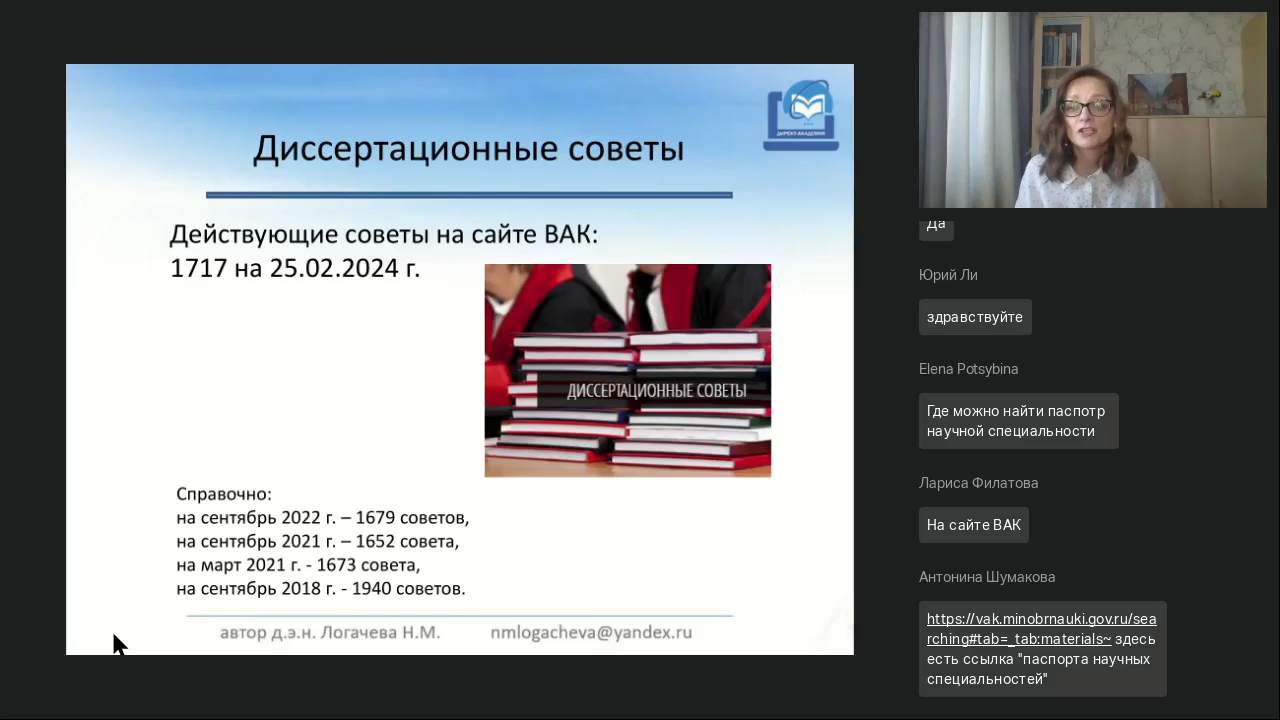 ДИРЕКТ-АКАДЕМИЯ
Диссертационные советы
Действующие советы на сайте ВАК:
1717 на 25.02.2024 г.
ДИССЕРТАЦИОННЫЕ СОВЕТЫ
Справочно:
на сентябрь 2022 г. – 1679 советов,
на сентябрь 2021 г. – 1652 совета,
на март 2021 г. - 1673 совета,
на сентябрь 2018 г. - 1940 советов.
автор д.э.н. Логачева Н.М. nmlogacheva@yandex.ru
Да
Юрий Ли
здравствуйте
Elena Potsybina
Где можно найти паспотр
научной специальности
Лариса Филатова
На сайте ВАК
Антонина Шумакова
https://vak.minobrnauki.gov.ru/sea
rching#tab=_tab:materials~ здесь
есть ссылка "паспорта научных
специальностей"